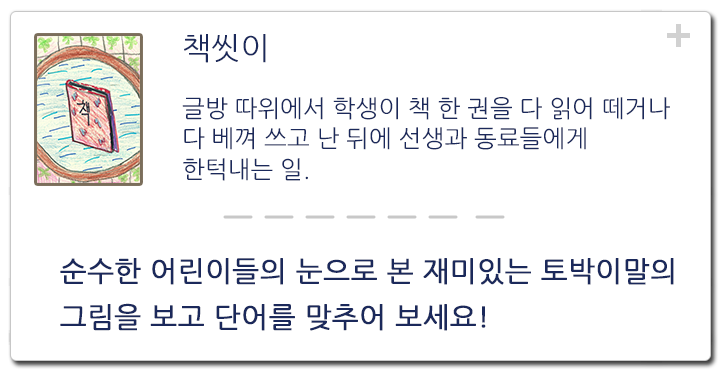 책씻이
책
글방 따위에서 학생이 책 한 권을 다 읽어 떼거나
다 베껴 쓰고 난 뒤에 선생과 동료들에게
한턱내는 일.
순수한 어린이들의 눈으로 본 재미있는 토박이말의
그림을 보고 단어를 맞추어 보세요!